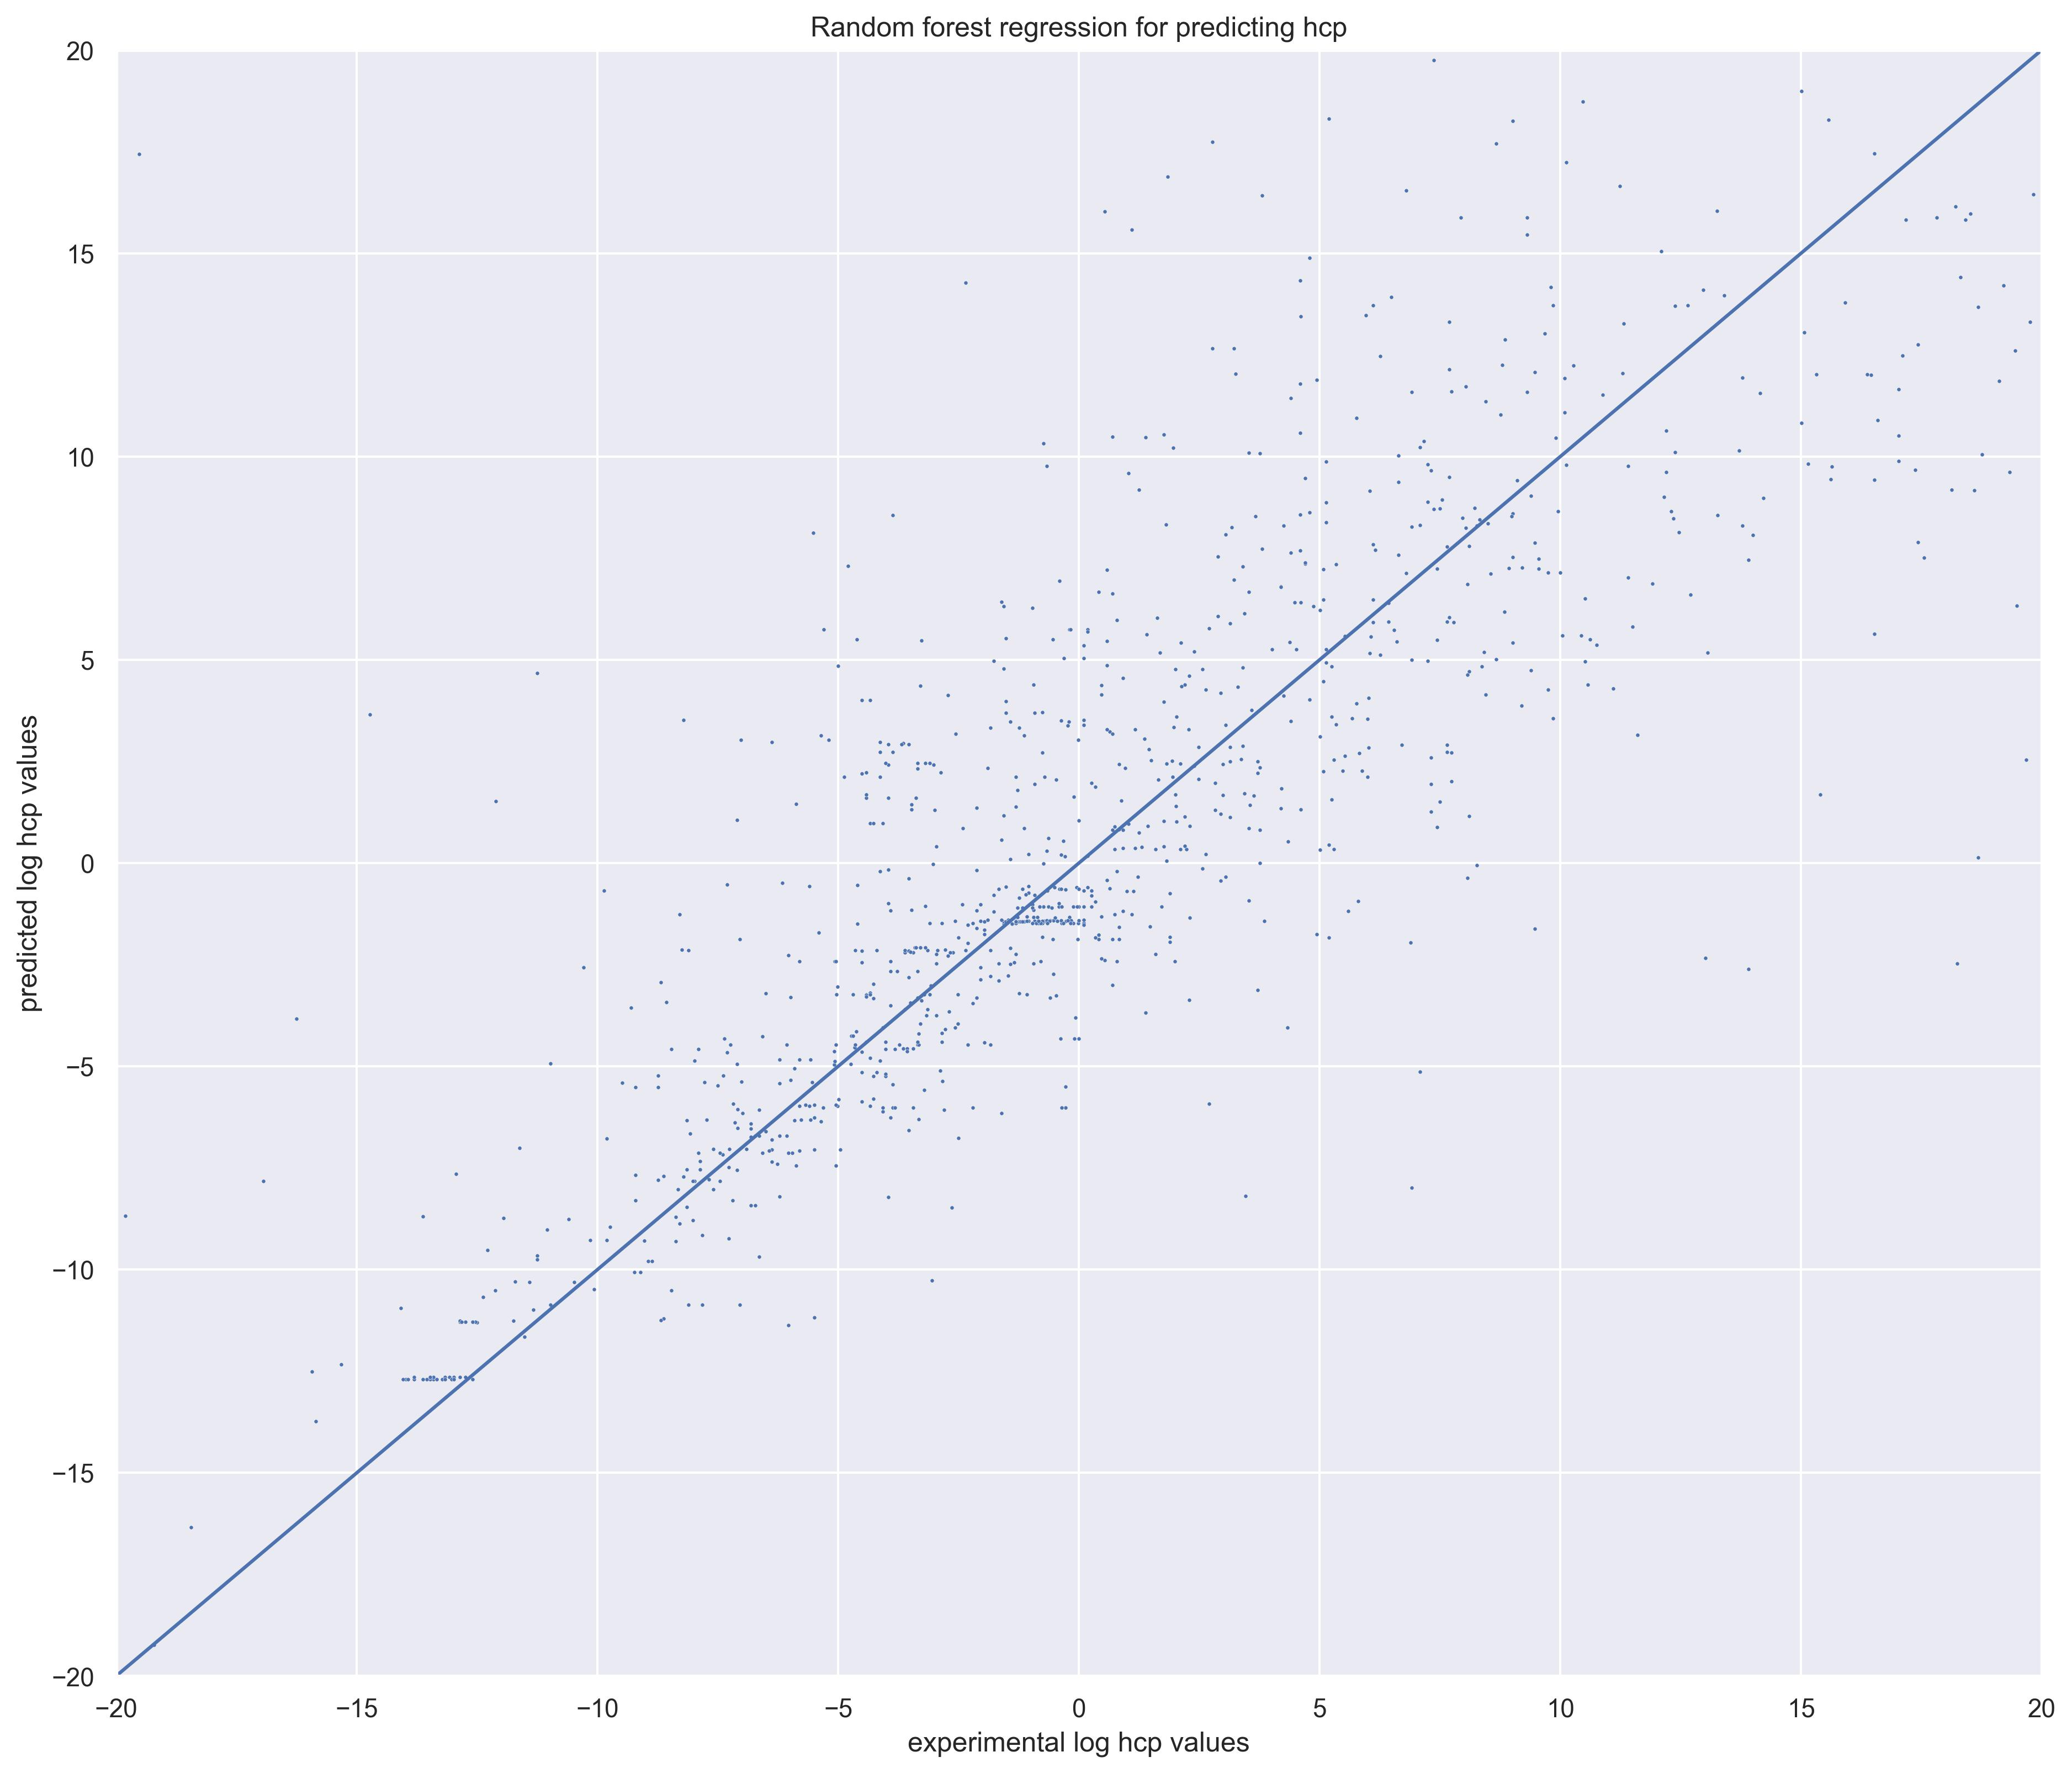 Random forest regression for predicting hcp
20
15
10
5
0
−5
−10
−15
−20
predicted log hcp values
−20 −15 −10 −5 0 5 10 15 20
experimental log hcp values